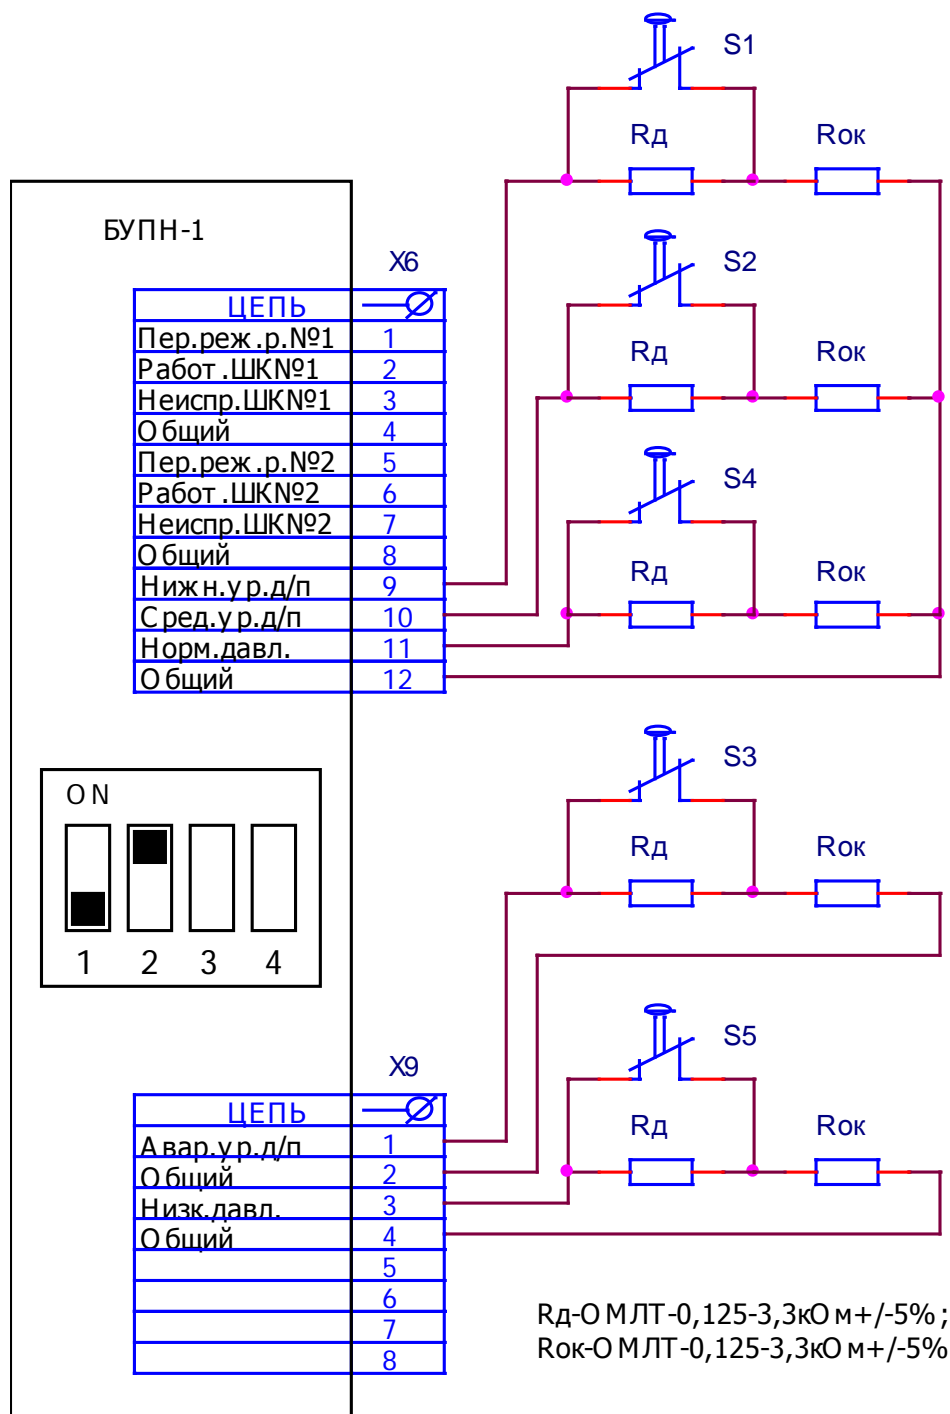 S1
Rд Rок
БУПН-1
X6
S2
ЦЕПЬ
Пер.реж.р.№1 1
Работ.ШК№1 2
Rд Rок
Неиспр.ШК№1 3
Общий 4
Пер.реж.р.№2 5
S4
Работ.ШК№2 6
Неиспр.ШК№2 7
Общий 8
Rд Rок
Нижн.ур.д/п 9
Сред.ур.д/п 10
Норм.давл. 11
Общий 12
S3
ON
Rд Rок
1 2 3 4
S5
X9
ЦЕПЬ
Rд Rок
Авар.ур.д/п 1
Общий 2
Низк.давл. 3
Общий 4
5
6
7
8
Rд-ОМЛТ-0,125-3,3кОм+/-5%;
Rок-ОМЛТ-0,125-3,3кОм+/-5%